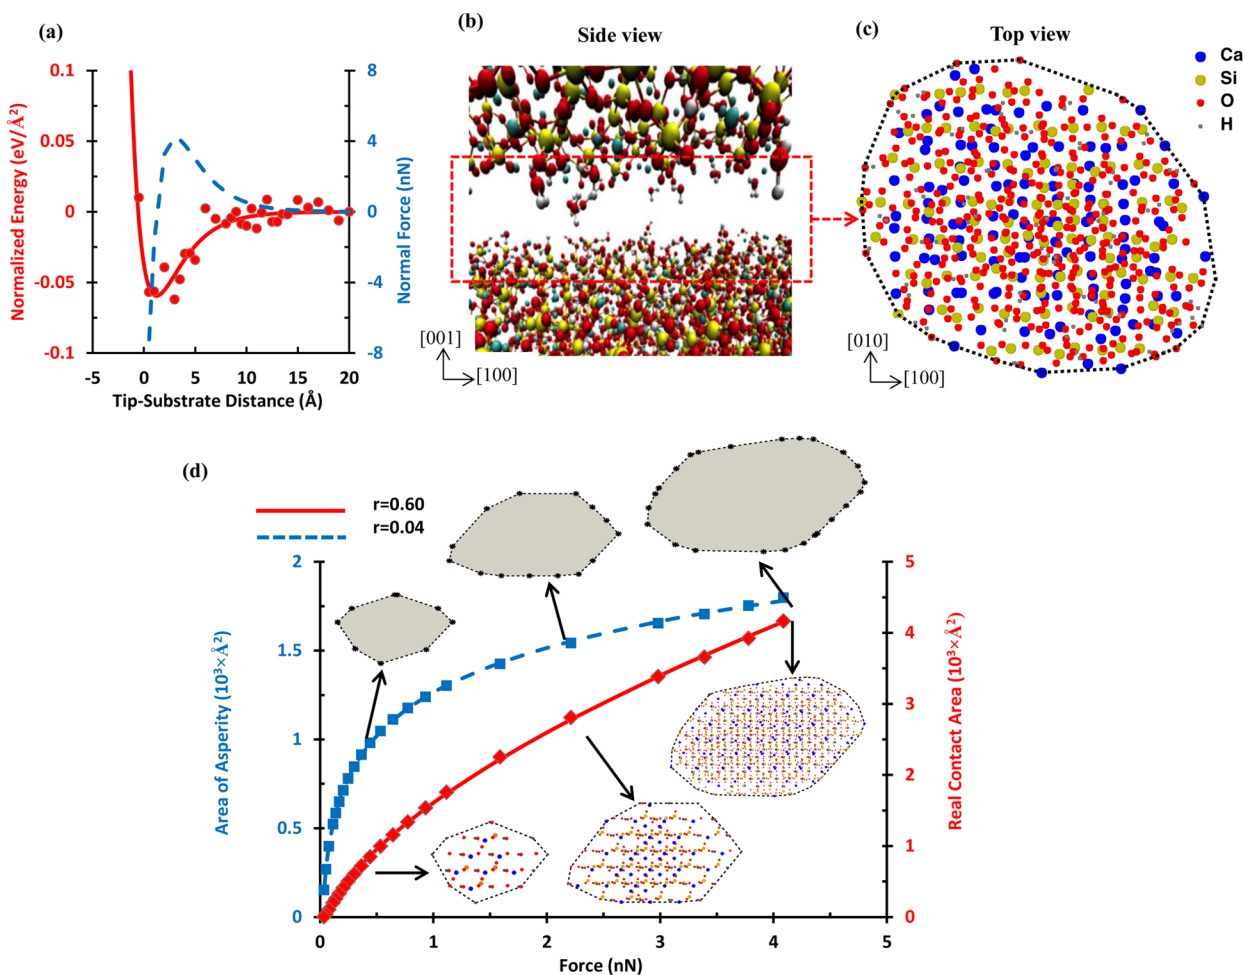 (a)
(b)
Side view
(c)
Top view
Ca
Si
O
H
0.1
0.05
0
-0.05
-0.1
Normalized Energy (eV/Å²)
8
4
0
-4
-8
Normal Force (nN)
-5 0 5 10 15 20
Tip-Substrate Distance (Å)
[001]
[100]
[010]
[100]
(d)
r=0.60
r=0.04
2
1.5
1
0.5
0
Area of Asperity (10³×Å²)
5
4
3
2
1
0
Real Contact Area (10³×Å²)
0 1 2 3 4 5
Force (nN)